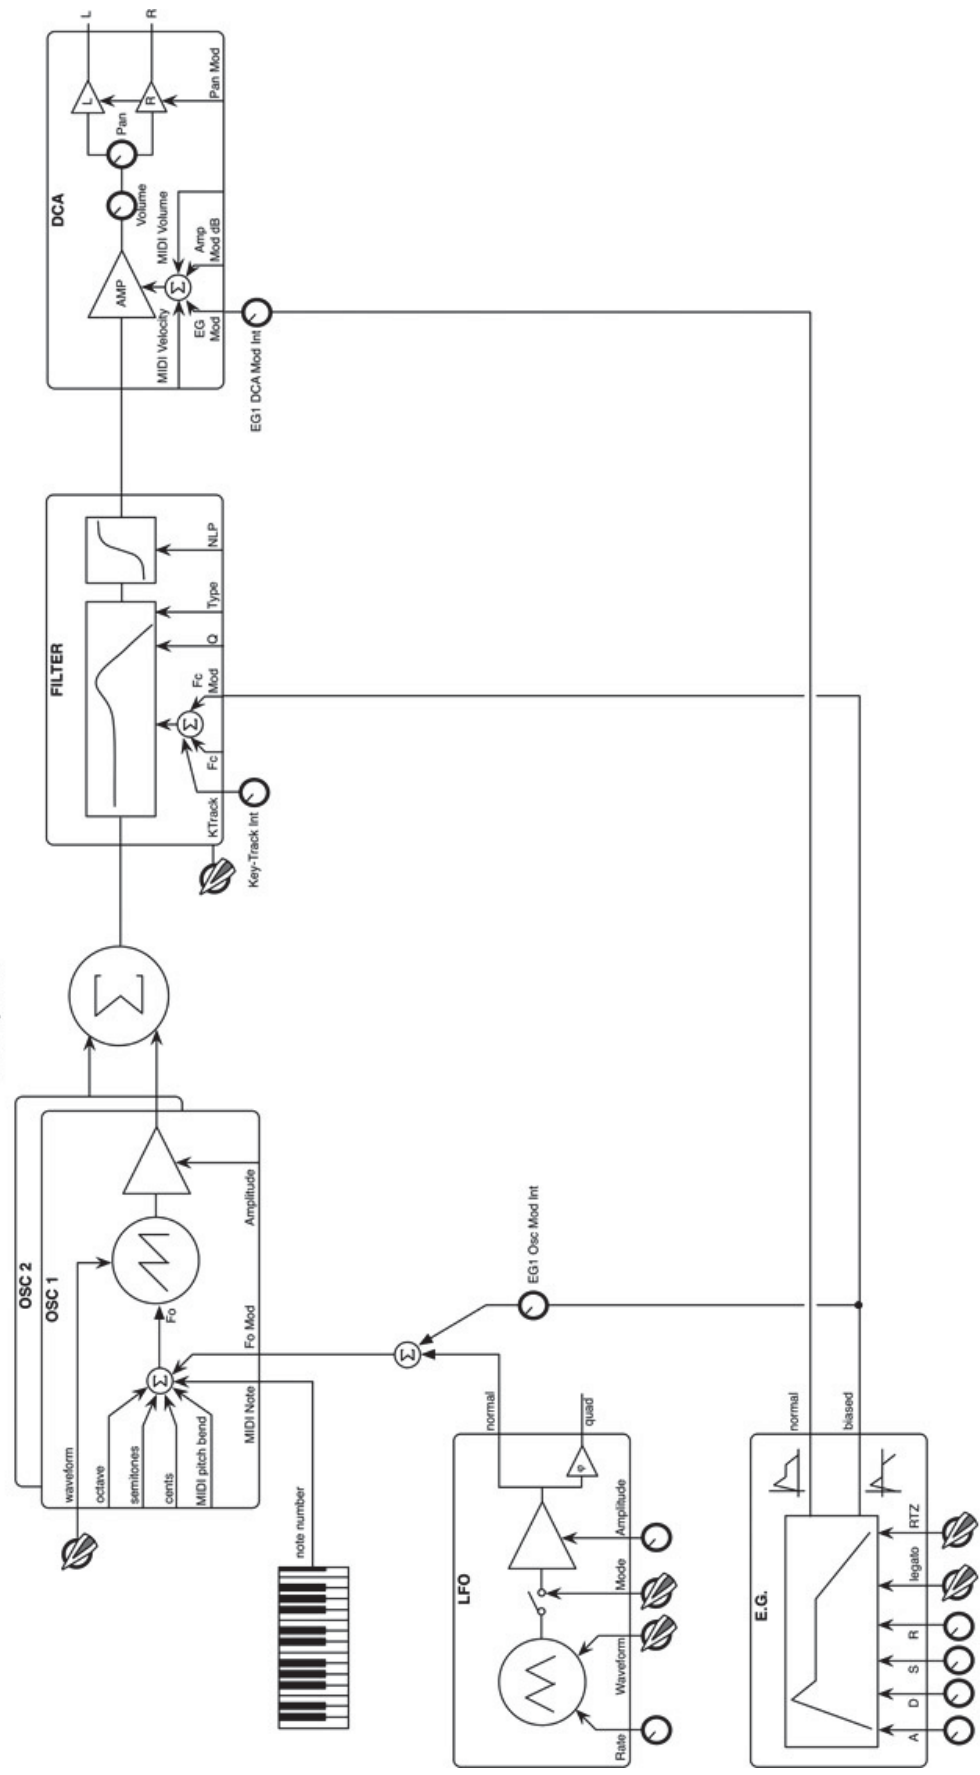 OSC 2
OSC 1
waveform
octave
semitones
cents
MIDI pitch bend
MIDI Note
Fo Mod
Amplitude
Fo
Σ
Σ
note number
FILTER
KTrack
Fc
Fc
Mod
Q
Type
NLP
Σ
Key-Track Int
DCA
AMP
Volume
Pan
L
R
L
R
MIDI Velocity
EG
Mod
Amp
Mod dB
MIDI Volume
Pan Mod
Σ
EG1 DCA Mod Int
LFO
Rate
Waveform
Mode
Amplitude
φ
normal
quad
Σ
EG1 Osc Mod Int
E.G.
A
D
S
R
legato
RTZ
normal
biased